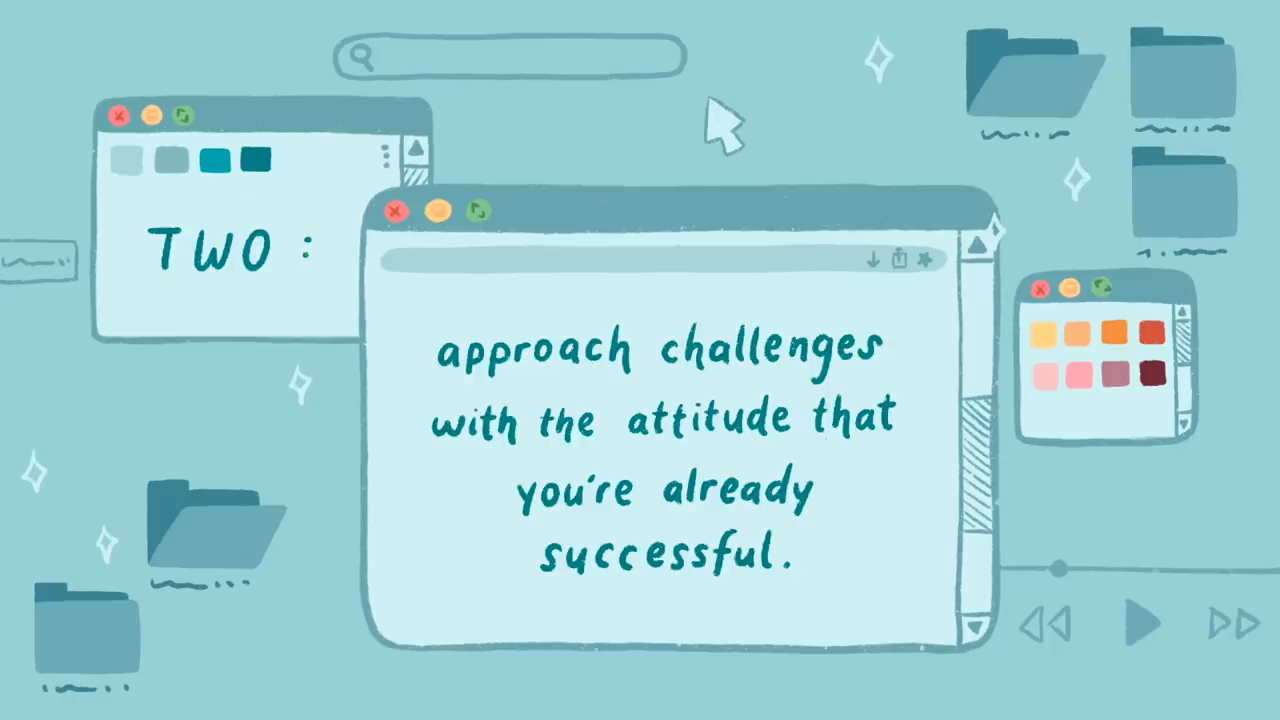 TWO :
approach challenges
with the attitude that
you're already
successful.